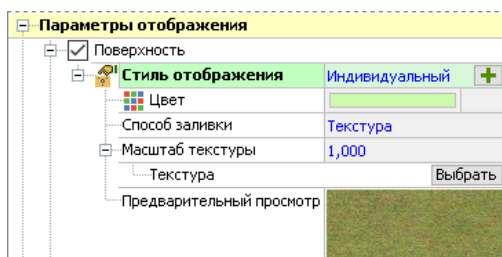 Параметры отображения
Поверхность
Стиль отображения Индивидуальный
Цвет
Способ заливки Текстура
Масштаб текстуры 1,000
Текстура Выбрать
Предварительный просмотр